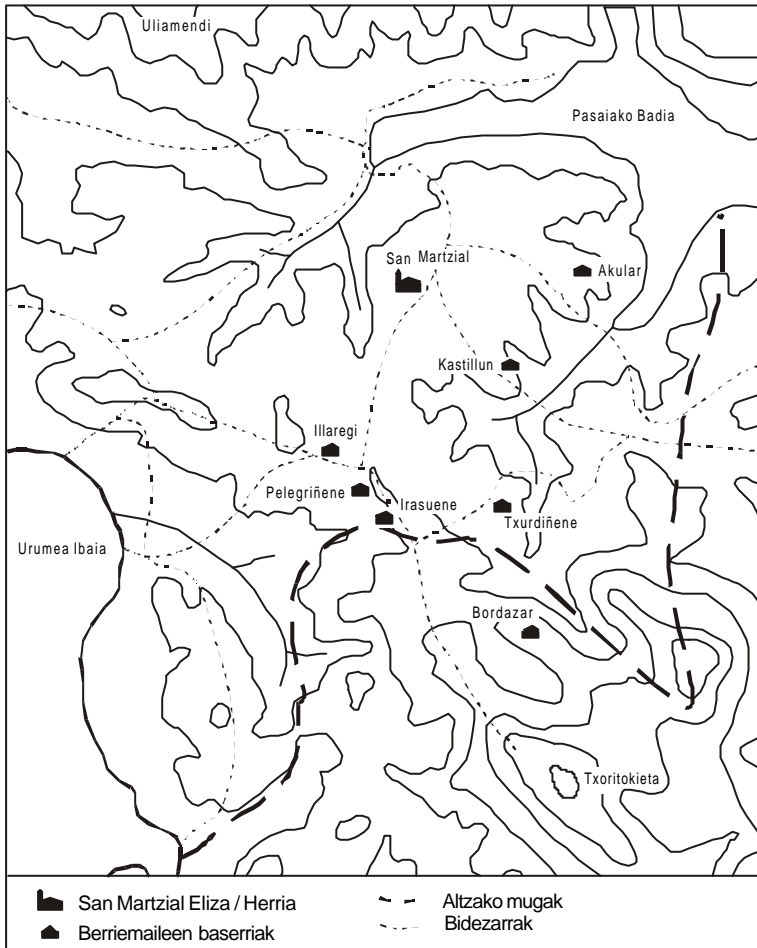 Uliamendi
Pasaiako Badia
San Martzial
Akular
Kastillun
Illaregi
Pelegriñene
Irasuene
Txurdiñene
Urumea Ibaia
Bordazar
Txoritokieta
San Martzial Eliza / Herria
Altzako mugak
Berriemaileen baserriak
Bidezarrak